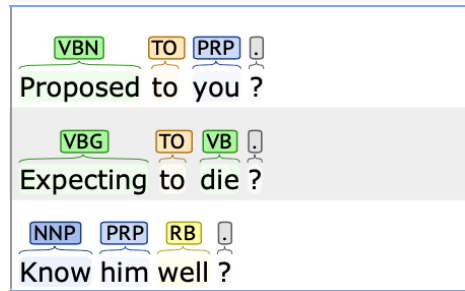 VBN TO PRP .
Proposed to you ?
VBG TO VB .
Expecting to die ?
NNP PRP RB .
Know him well ?